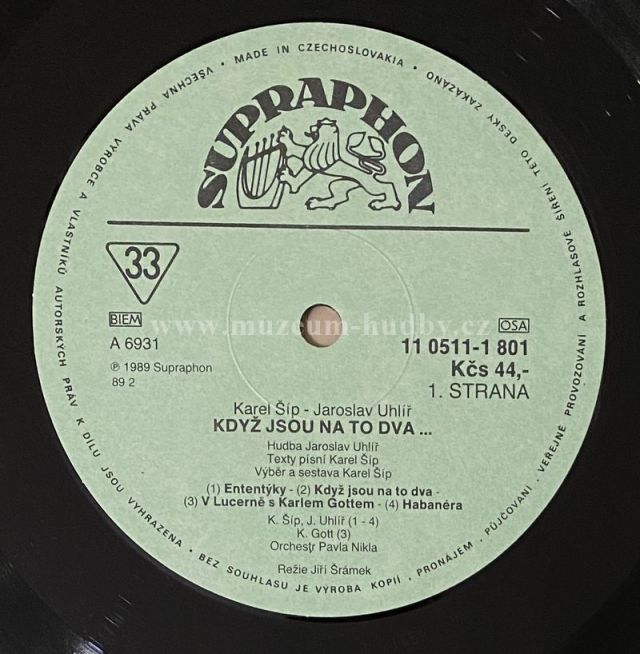 VŠECHNA PRÁVA VÝROBCE A VLASTNÍKŮ AUTORSKÝCH PRÁV K DÍLU JSOU VYHRAZENA • BEZ SOUHLASU JE VÝROBA KOPIÍ, PRONÁJEM, PŮJČOVÁNÍ, VEŘEJNÉ PROVOZOVÁNÍ A ROZHLASOVÉ ŠÍŘENÍ TÉTO DESKY ZAKÁZÁNO • MADE IN CZECHOSLOVAKIA •
SUPRAPHON
33
BIEM
OSA
www.muzeum-hudby.cz
A 6931
11 0511-1 801
℗ 1989 Supraphon
Kčs 44,-
89 2
1. STRANA
Karel Šíp - Jaroslav Uhlíř
KDYŽ JSOU NA TO DVA ...
Hudba Jaroslav Uhlíř
Texty písní Karel Šíp
Výběr a sestava Karel Šíp
(1) Ententýky - (2) Když jsou na to dva -
(3) V Lucerně s Karlem Gottem - (4) Habanéra
K. Šíp, J. Uhlíř (1 - 4)
K. Gott (3)
Orchestr Pavla Nikla
Režie Jiří Šrámek